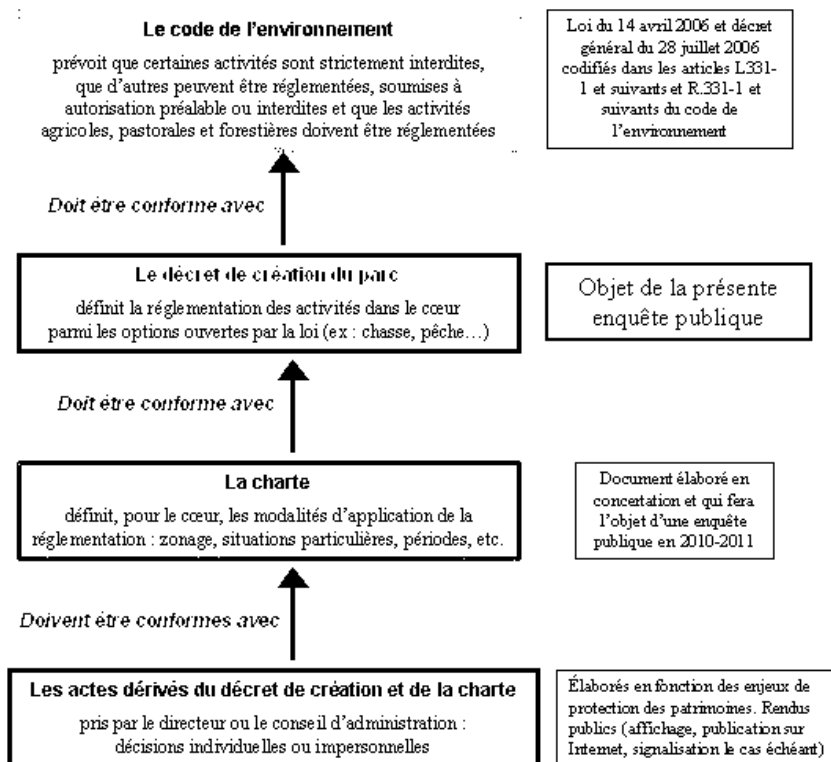 Le code de l'environnement
prévoit que certaines activités sont strictement interdites,
que d'autres peuvent être réglementées, soumises à
autorisation préalable ou interdites et que les activités
agricoles, pastorales et forestières doivent être réglementées
Loi du 14 avril 2006 et décret
général du 28 juillet 2006
codifiés dans les articles L331-
1 et suivants et R.331-1 et
suivants du code de
l'environnement
Doit être conforme avec
Le décret de création du parc
définit la réglementation des activités dans le cœur
parmi les options ouvertes par la loi (ex : chasse, pêche…)
Objet de la présente
enquête publique
Doit être conforme avec
La charte
définit, pour le cœur, les modalités d'application de la
réglementation : zonage, situations particulières, périodes, etc.
Document élaboré en
concertation et qui fera
l'objet d'une enquête
publique en 2010-2011
Doivent être conformes avec
Les actes dérivés du décret de création et de la charte
pris par le directeur ou le conseil d'administration :
décisions individuelles ou impersonnelles
Élaborés en fonction des enjeux de
protection des patrimoines. Rendus
publics (affichage, publication sur
Internet, signalisation le cas échéant)